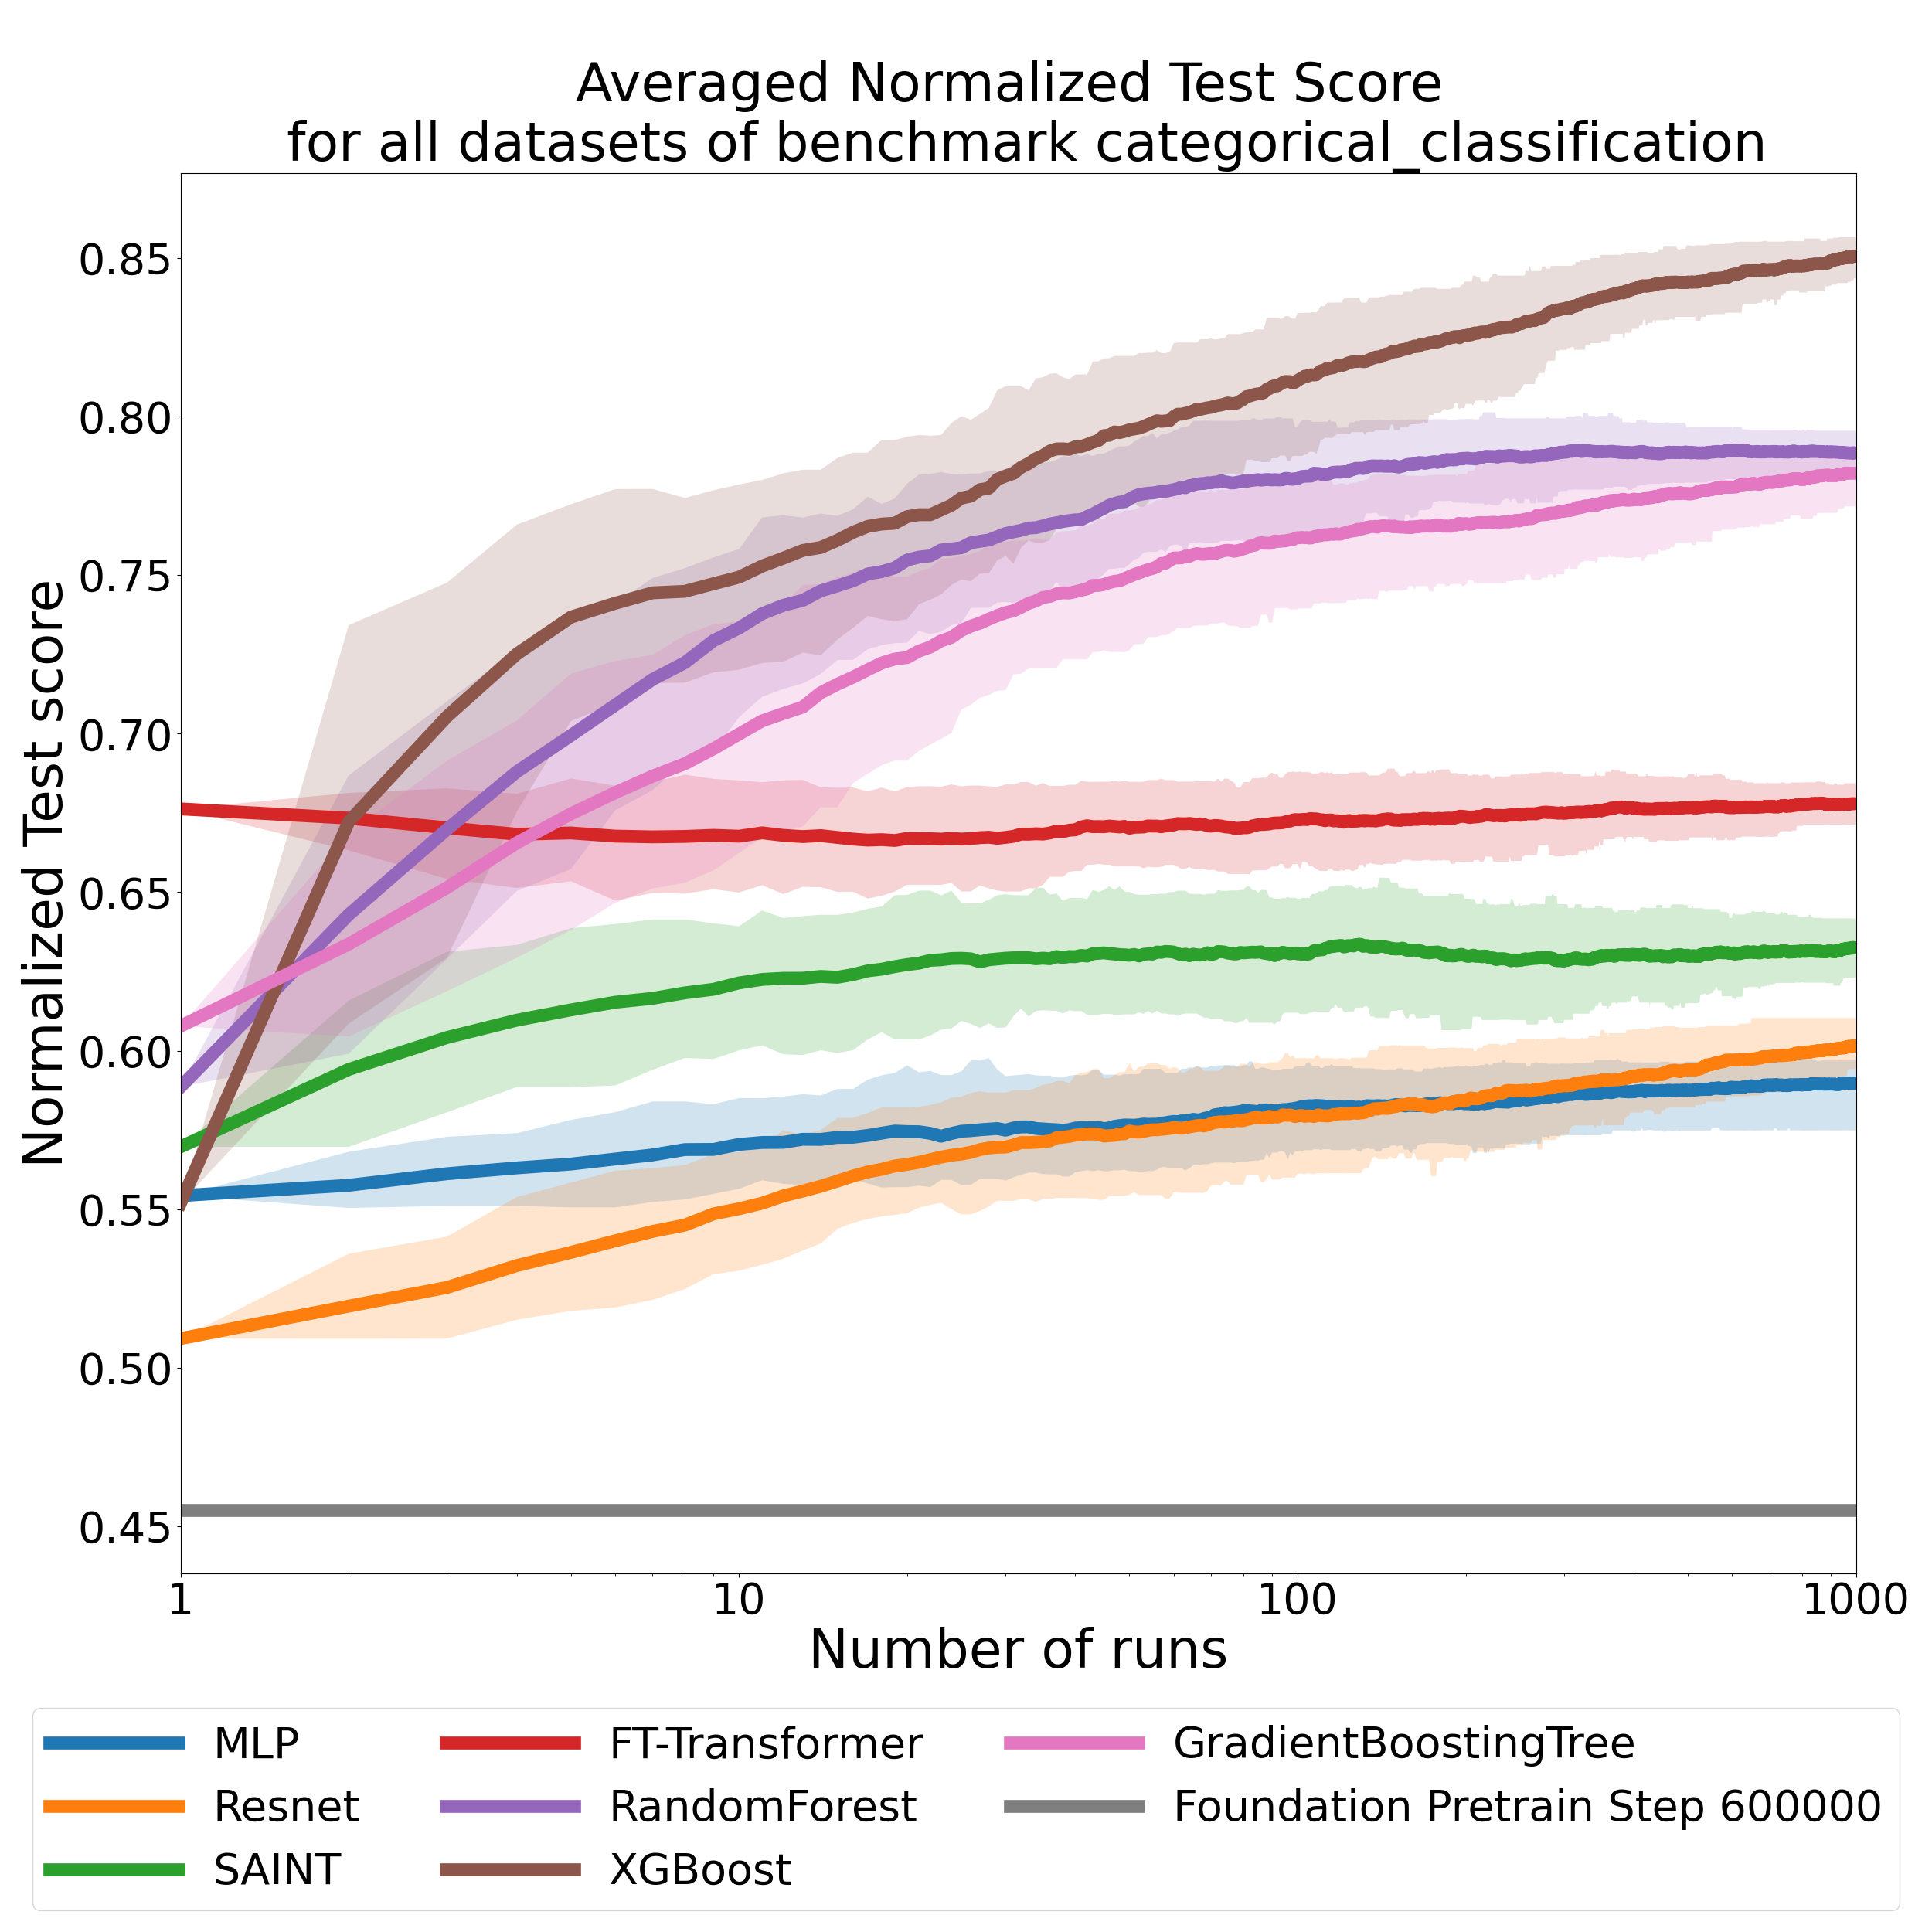 Averaged Normalized Test Score
for all datasets of benchmark categorical_classification
Normalized Test score
0.85
0.80
0.75
0.70
0.65
0.60
0.55
0.50
0.45
1
10
100
1000
Number of runs
MLP
Resnet
SAINT
FT-Transformer
RandomForest
XGBoost
GradientBoostingTree
Foundation Pretrain Step 600000